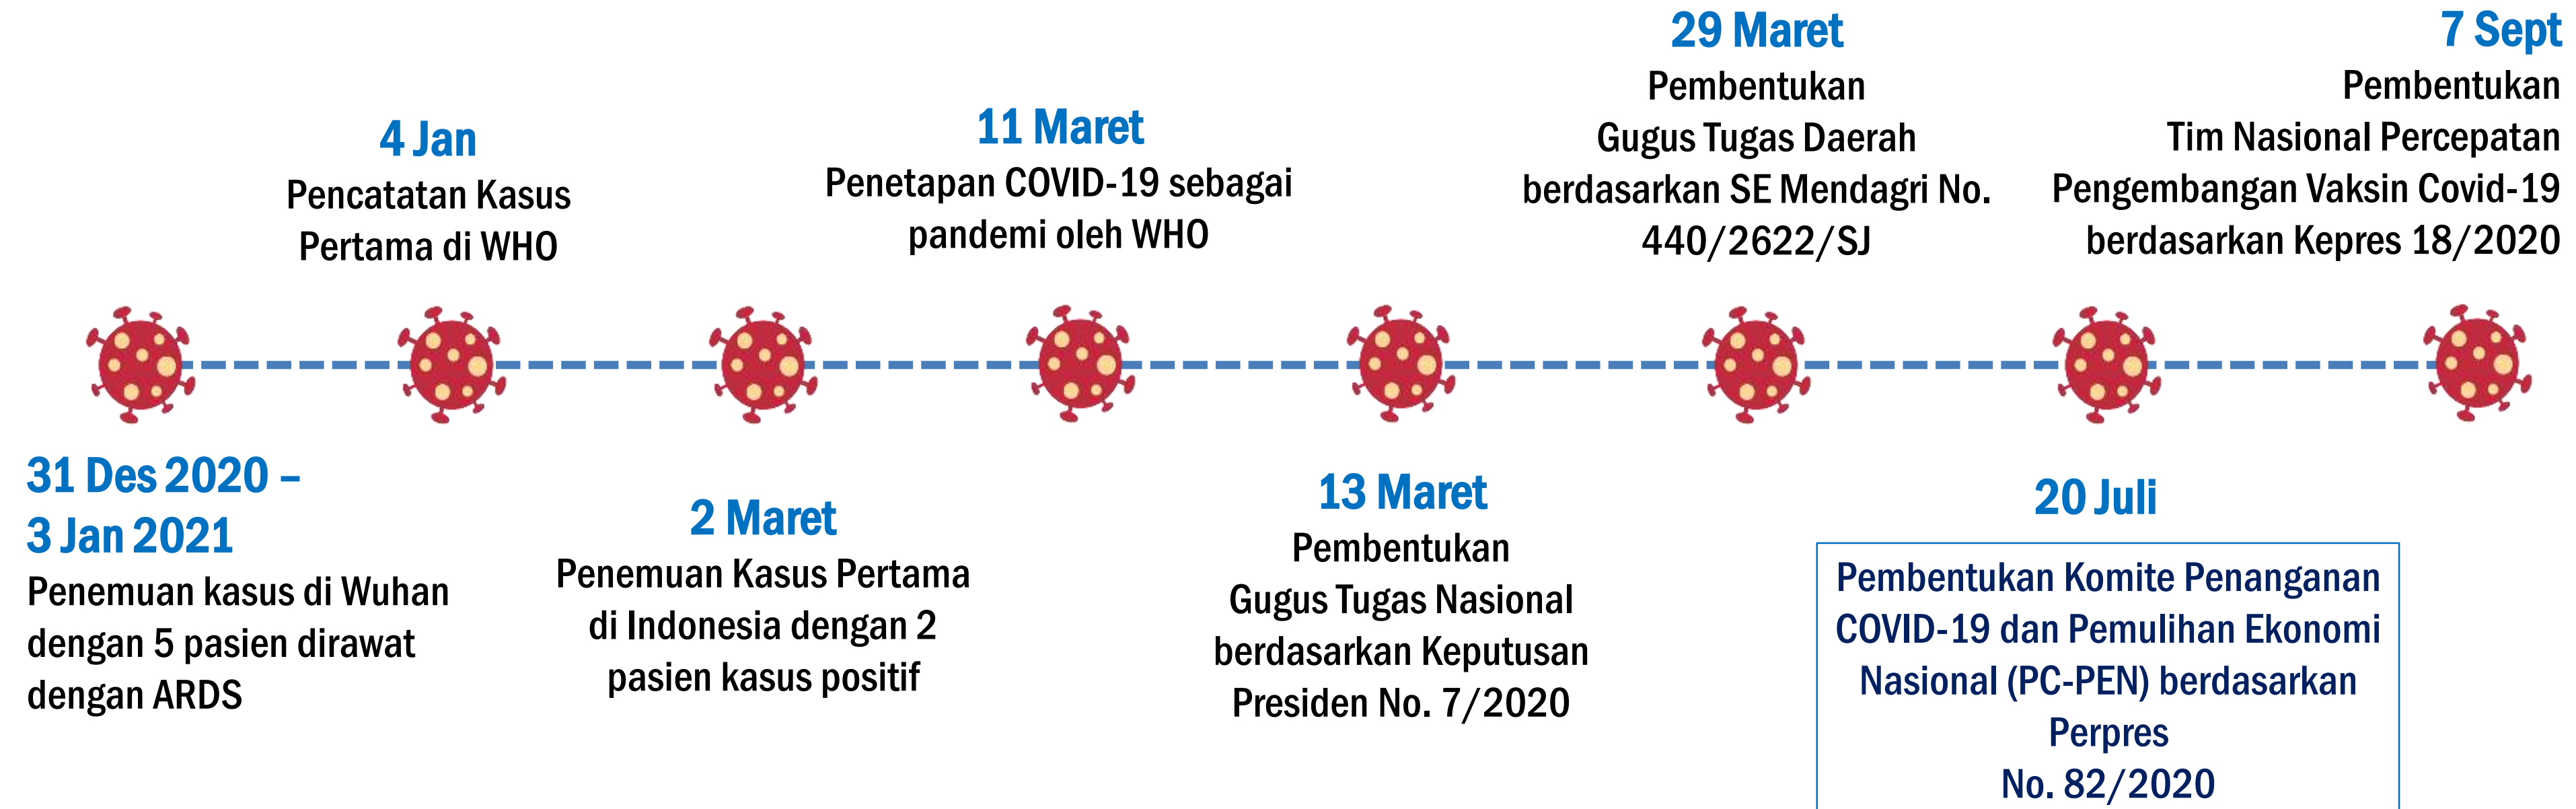 31 Des 2020 –
3 Jan 2021
Penemuan kasus di Wuhan
dengan 5 pasien dirawat
dengan ARDS
4 Jan
Pencatatan Kasus
Pertama di WHO
2 Maret
Penemuan Kasus Pertama
di Indonesia dengan 2
pasien kasus positif
11 Maret
Penetapan COVID-19 sebagai
pandemi oleh WHO
13 Maret
Pembentukan
Gugus Tugas Nasional
berdasarkan Keputusan
Presiden No. 7/2020
29 Maret
Pembentukan
Gugus Tugas Daerah
berdasarkan SE Mendagri No.
440/2622/SJ
20 Juli
Pembentukan Komite Penanganan
COVID-19 dan Pemulihan Ekonomi
Nasional (PC-PEN) berdasarkan
Perpres
No. 82/2020
7 Sept
Pembentukan
Tim Nasional Percepatan
Pengembangan Vaksin Covid-19
berdasarkan Kepres 18/2020